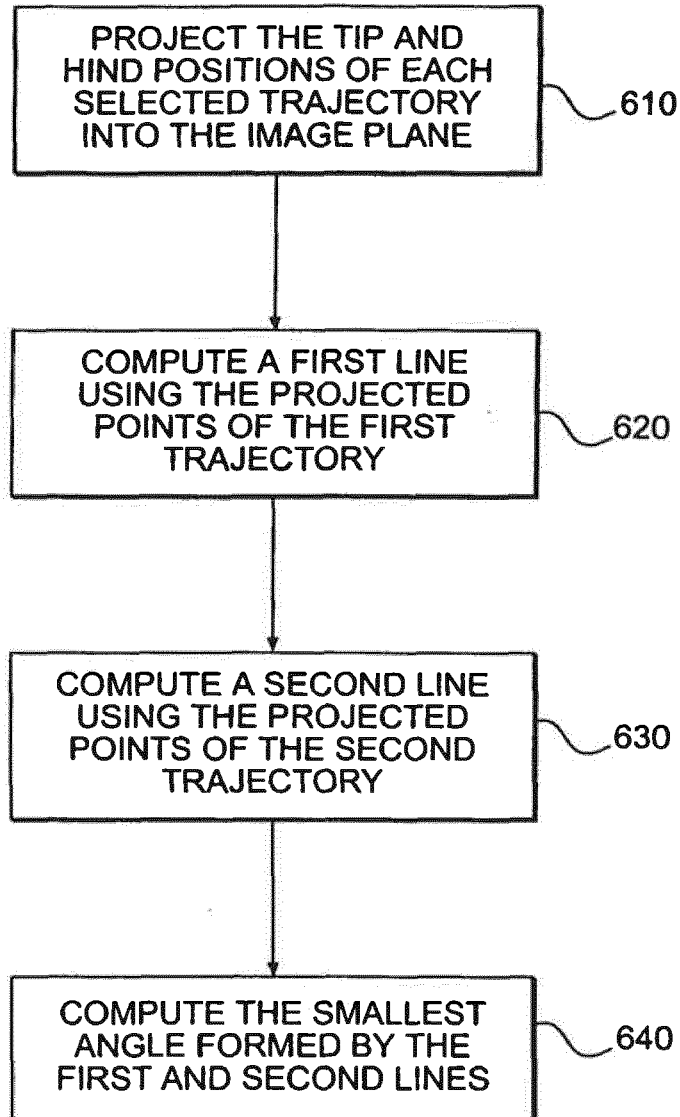 PROJECT THE TIP AND
HIND POSITIONS OF EACH
SELECTED TRAJECTORY
INTO THE IMAGE PLANE
610
COMPUTE A FIRST LINE
USING THE PROJECTED
POINTS OF THE FIRST
TRAJECTORY
620
COMPUTE A SECOND LINE
USING THE PROJECTED
POINTS OF THE SECOND
TRAJECTORY
630
COMPUTE THE SMALLEST
ANGLE FORMED BY THE
FIRST AND SECOND LINES
640